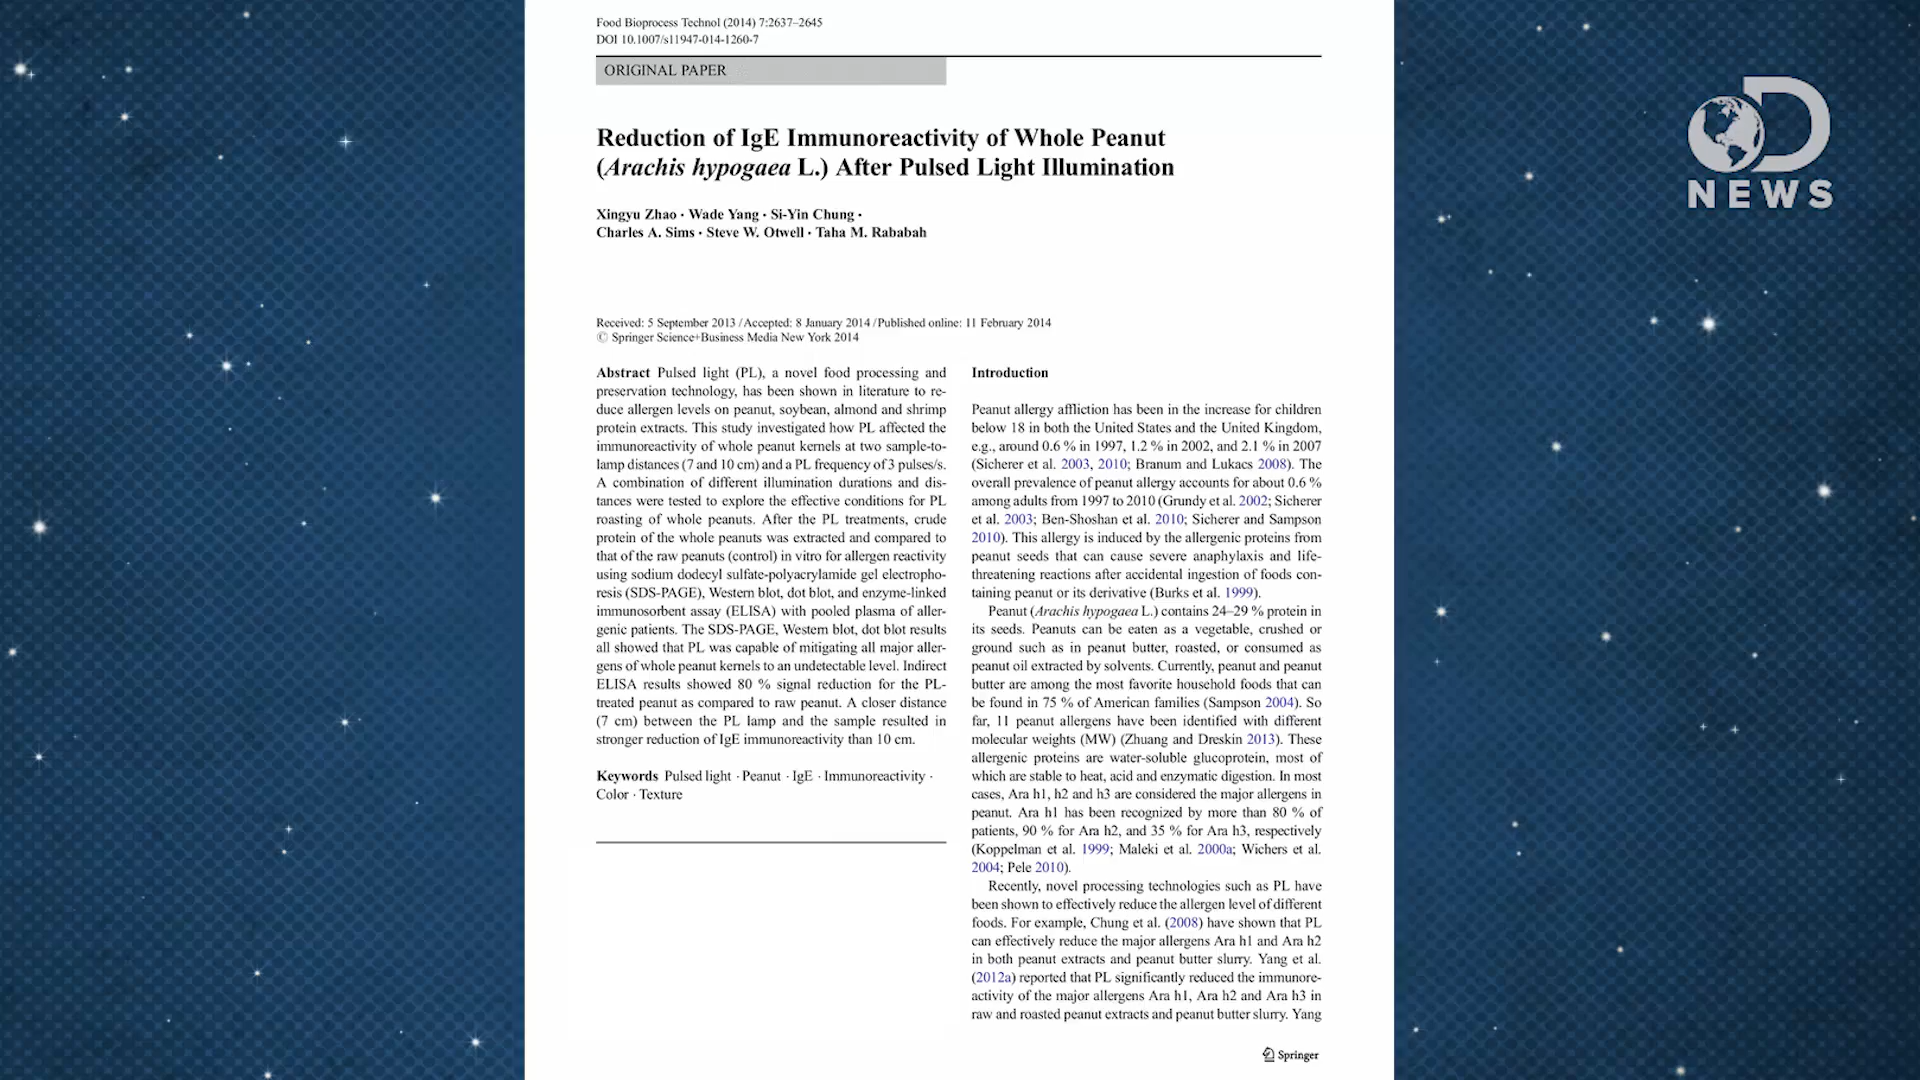 Food Bioprocess Technol (2014) 7:2637–2645
DOI 10.1007/s11947-014-1260-7
ORIGINAL PAPER
Reduction of IgE Immunoreactivity of Whole Peanut
(Arachis hypogaea L.) After Pulsed Light Illumination
Xingyu Zhao · Wade Yang · Si-Yin Chung ·
Charles A. Sims · Steve W. Otwell · Taha M. Rababah
Received: 5 September 2013 / Accepted: 8 January 2014 / Published online: 11 February 2014
© Springer Science+Business Media New York 2014
Abstract Pulsed light (PL), a novel food processing and
preservation technology, has been shown in literature to re-
duce allergen levels on peanut, soybean, almond and shrimp
protein extracts. This study investigated how PL affected the
immunoreactivity of whole peanut kernels at two sample-to-
lamp distances (7 and 10 cm) and a PL frequency of 3 pulses/s.
A combination of different illumination durations and dis-
tances were tested to explore the effective conditions for PL
roasting of whole peanuts. After the PL treatments, crude
protein of the whole peanuts was extracted and compared to
that of the raw peanuts (control) in vitro for allergen reactivity
using sodium dodecyl sulfate-polyacrylamide gel electropho-
resis (SDS-PAGE), Western blot, dot blot, and enzyme-linked
immunosorbent assay (ELISA) with pooled plasma of aller-
genic patients. The SDS-PAGE, Western blot, dot blot results
all showed that PL was capable of mitigating all major aller-
gens of whole peanut kernels to an undetectable level. Indirect
ELISA results showed 80 % signal reduction for the PL-
treated peanut as compared to raw peanut. A closer distance
(7 cm) between the PL lamp and the sample resulted in
stronger reduction of IgE immunoreactivity than 10 cm.
Keywords Pulsed light · Peanut · IgE · Immunoreactivity ·
Color · Texture
Introduction
Peanut allergy affliction has been in the increase for children
below 18 in both the United States and the United Kingdom,
e.g., around 0.6 % in 1997, 1.2 % in 2002, and 2.1 % in 2007
(Sicherer et al. 2003, 2010; Branum and Lukacs 2008). The
overall prevalence of peanut allergy accounts for about 0.6 %
among adults from 1997 to 2010 (Grundy et al. 2002; Sicherer
et al. 2003; Ben-Shoshan et al. 2010; Sicherer and Sampson
2010). This allergy is induced by the allergenic proteins from
peanut seeds that can cause severe anaphylaxis and life-
threatening reactions after accidental ingestion of foods con-
taining peanut or its derivative (Burks et al. 1999).
Peanut (Arachis hypogaea L.) contains 24–29 % protein in
its seeds. Peanuts can be eaten as a vegetable, crushed or
ground such as in peanut butter, roasted, or consumed as
peanut oil extracted by solvents. Currently, peanut and peanut
butter are among the most favorite household foods that can
be found in 75 % of American families (Sampson 2004). So
far, 11 peanut allergens have been identified with different
molecular weights (MW) (Zhuang and Dreskin 2013). These
allergenic proteins are water-soluble glucoprotein, most of
which are stable to heat, acid and enzymatic digestion. In most
cases, Ara h1, h2 and h3 are considered the major allergens in
peanut. Ara h1 has been recognized by more than 80 % of
patients, 90 % for Ara h2, and 35 % for Ara h3, respectively
(Koppelman et al. 1999; Maleki et al. 2000a; Wichers et al.
2004; Pele 2010).
Recently, novel processing technologies such as PL have
been shown to effectively reduce the allergen level of different
foods. For example, Chung et al. (2008) have shown that PL
can effectively reduce the major allergens Ara h1 and Ara h2
in both peanut extracts and peanut butter slurry. Yang et al.
(2012a) reported that PL significantly reduced the immunore-
activity of the major allergens Ara h1, Ara h2 and Ara h3 in
raw and roasted peanut extracts and peanut butter slurry. Yang
Springer
D
NEWS